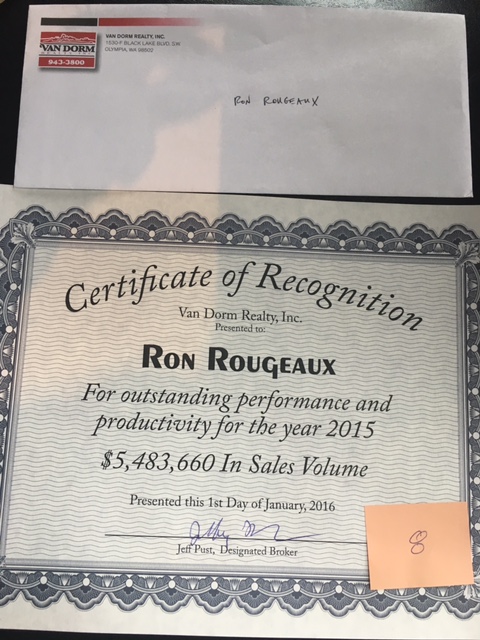 VAN DORM
943-3800
VAN DORM REALTY, INC.
1530-F BLACK LAKE BLVD. SW
OLYMPIA, WA 98502
RON ROUGEAUX
Certificate of Recognition
Van Dorm Realty, Inc.
Presented to:
RON ROUGEAUX
For outstanding performance and
productivity for the year 2015
$5,483,660 In Sales Volume
Presented this 1st Day of January, 2016
Jeff Pust, Designated Broker
8